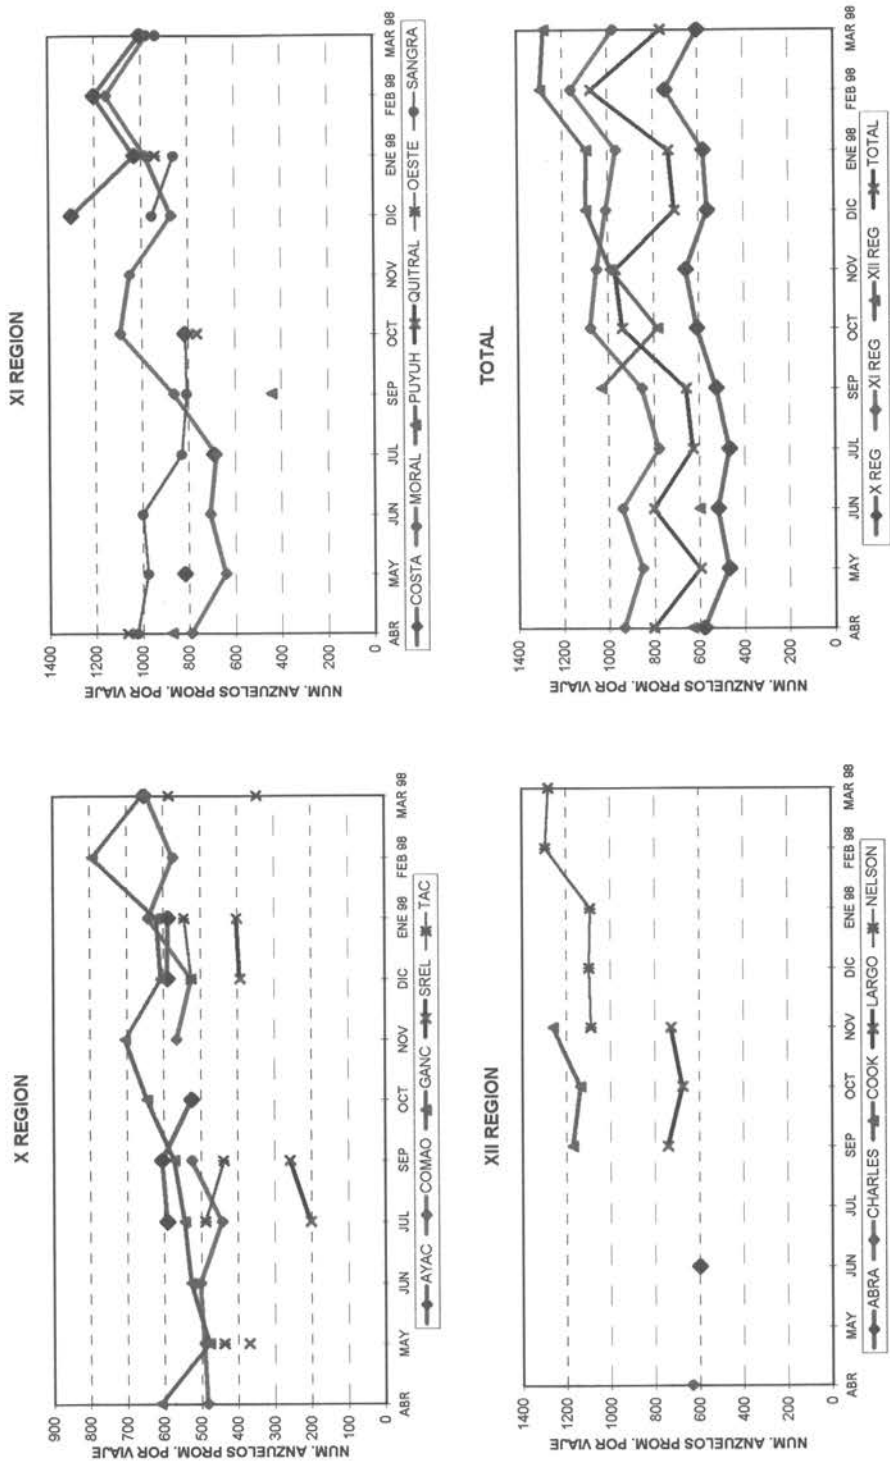 X REGION
NUM. ANZUELOS PROM. POR VIAJE
900
800
700
600
500
400
300
200
100
0
ABR
MAY
JUN
JUL
SEP
OCT
NOV
DIC
ENE 98
FEB 98
MAR 98
AYAC
COMAO
GANC
SREL
TAC
XI REGION
NUM. ANZUELOS PROM. POR VIAJE
1400
1200
1000
800
600
400
200
0
ABR
MAY
JUN
JUL
SEP
OCT
NOV
DIC
ENE 98
FEB 98
MAR 98
COSTA
MORAL
PUYUH
QUITRAL
OESTE
SANGRA
XII REGION
NUM. ANZUELOS PROM. POR VIAJE
1400
1200
1000
800
600
400
200
0
ABR
MAY
JUN
JUL
SEP
OCT
NOV
DIC
ENE 98
FEB 98
MAR 98
ABRA
CHARLES
COOK
LARGO
NELSON
TOTAL
NUM. ANZUELOS PROM. POR VIAJE
1400
1200
1000
800
600
400
200
0
ABR
MAY
JUN
JUL
SEP
OCT
NOV
DIC
ENE 98
FEB 98
MAR 98
X REG
XI REG
XII REG
TOTAL